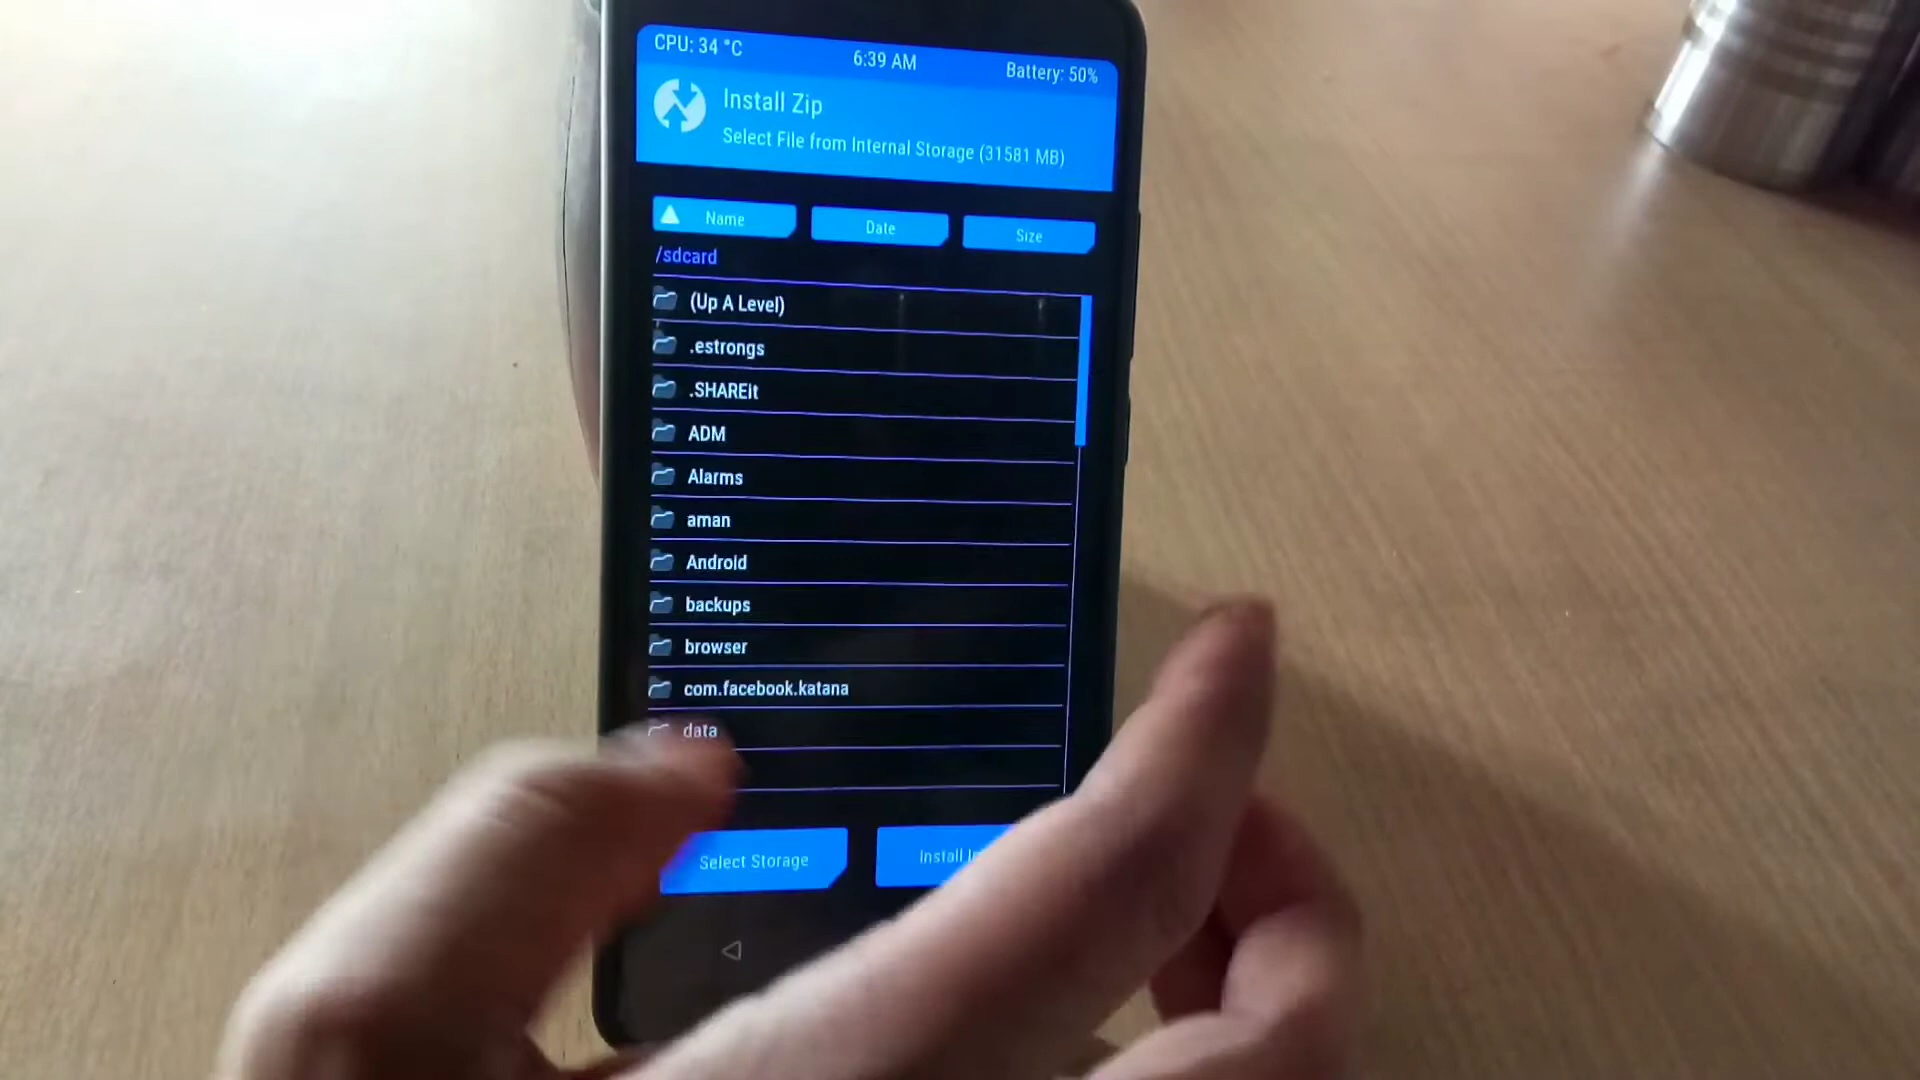 CPU: 34 °C 6:39 AM Battery: 50%
Install Zip
Select File from Internal Storage (31581 MB)
Name Date Size
/sdcard
(Up A Level)
.estrongs
.SHAREit
ADM
Alarms
aman
Android
backups
browser
com.facebook.katana
data
Select Storage Install